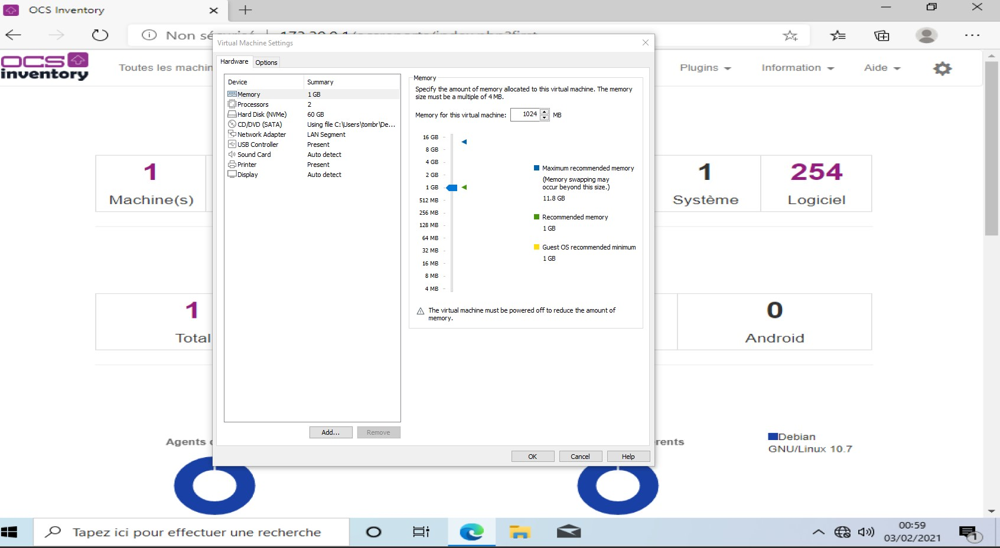 OCS Inventory
Non
Virtual Machine Settings
OCS
inventory
Toutes les machin
Plugins
Information
Aide
Hardware
Options
Device
Summary
Memory
1 GB
Processors
2
Hard Disk (NVMe)
60 GB
CD/DVD (SATA)
Using file C:\Users\tombr\De...
Network Adapter
LAN Segment
USB Controller
Present
Sound Card
Auto detect
Printer
Present
Display
Auto detect
Add...
Remove
Memory
Specify the amount of memory allocated to this virtual machine. The memory
size must be a multiple of 4 MB.
Memory for this virtual machine:
1024
MB
16 GB
8 GB
4 GB
2 GB
1 GB
512 MB
256 MB
128 MB
64 MB
32 MB
16 MB
8 MB
4 MB
Maximum recommended memory
(Memory swapping may
occur beyond this size.)
11.8 GB
Recommended memory
1 GB
Guest OS recommended minimum
1 GB
The virtual machine must be powered off to reduce the amount of
memory.
OK
Cancel
Help
1
Machine(s)
1
Système
254
Logiciel
1
Total
0
Android
Agents
rents
Debian
GNU/Linux 10.7
Tapez ici pour effectuer une recherche
00:59
03/02/2021
1